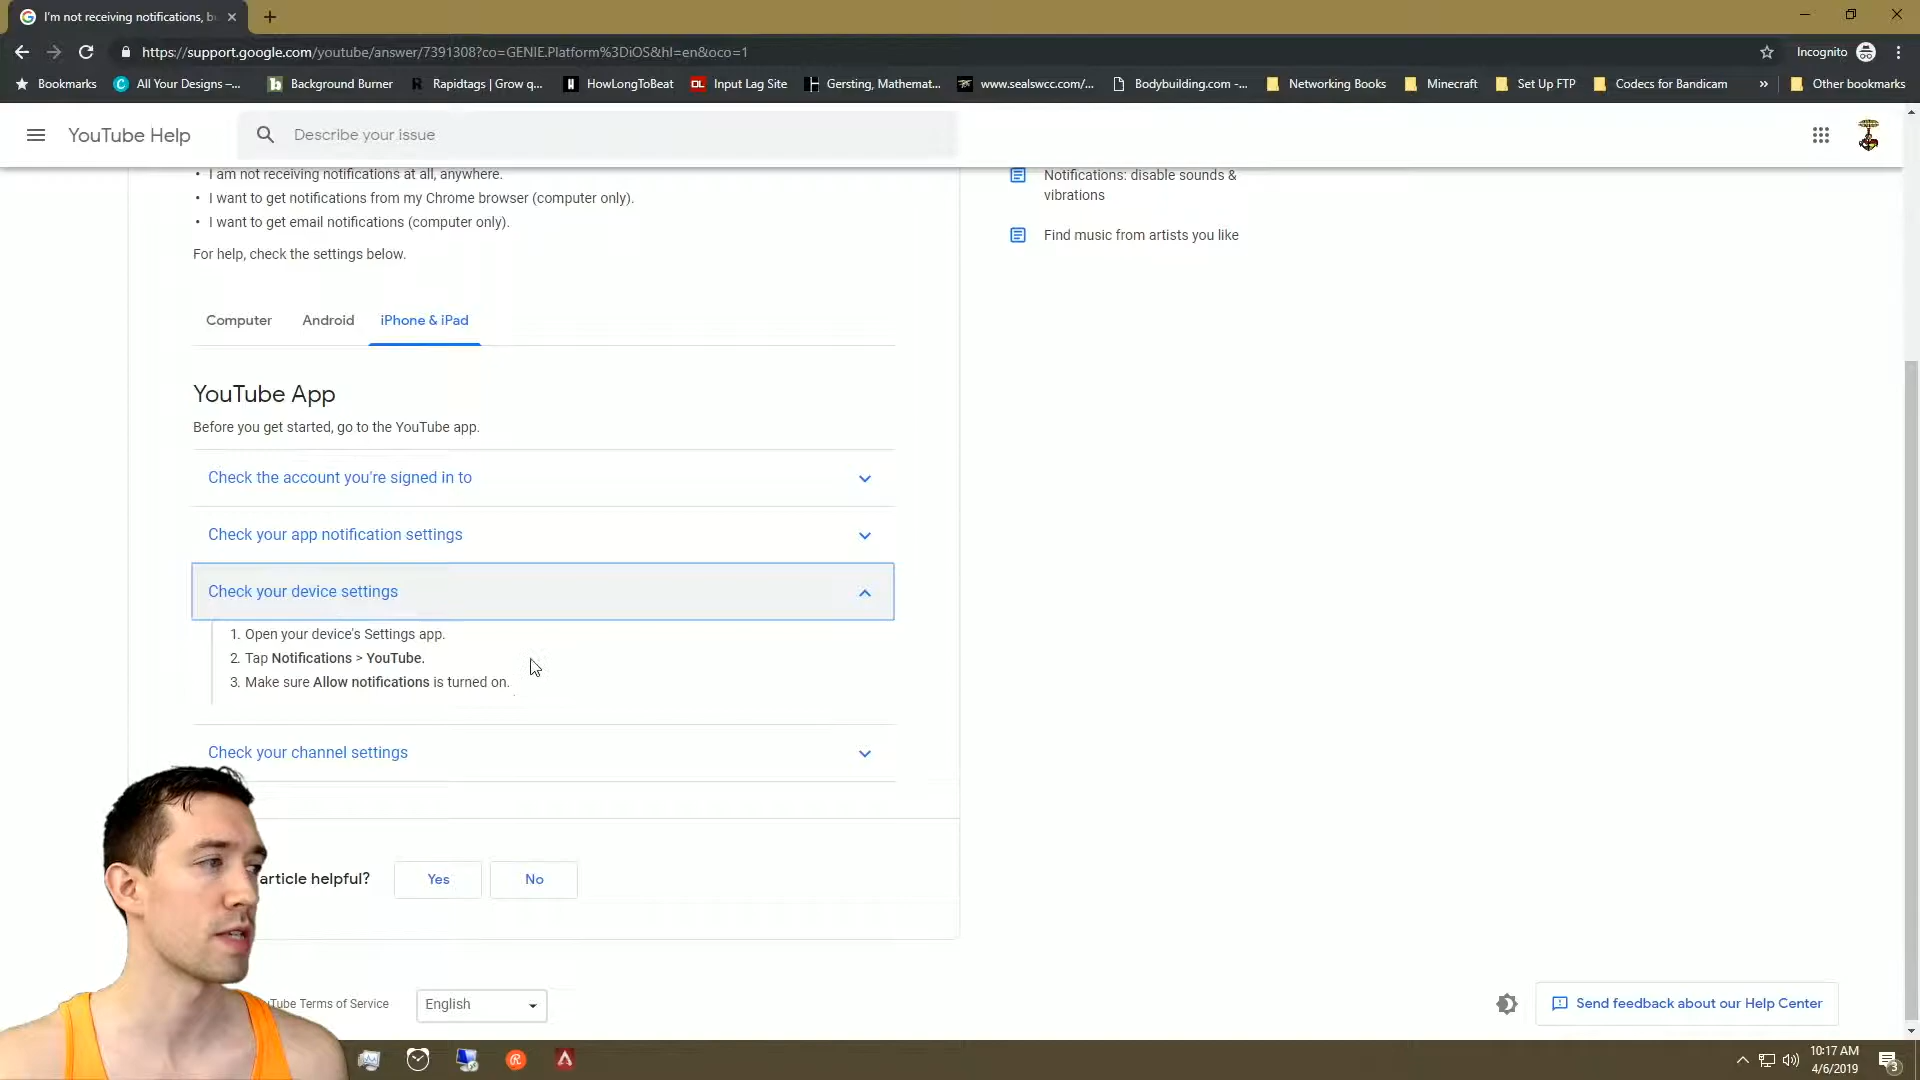 I'm not receiving notifications, b
https://support.google.com/youtube/answer/7391308?co=GENIE.Platform%3DiOS&hl=en&oco=1
Incognito
Bookmarks
All Your Designs –...
Background Burner
Rapidtags | Grow q...
HowLongToBeat
DL Input Lag Site
Gersting, Mathemat...
www.sealswcc.com/...
Bodybuilding.com -...
Networking Books
Minecraft
Set Up FTP
Codecs for Bandicam
»
Other bookmarks
YouTube Help
Describe your issue
• I am not receiving notifications at all, anywhere.
• I want to get notifications from my Chrome browser (computer only).
• I want to get email notifications (computer only).
For help, check the settings below.
Notifications: disable sounds &
vibrations
Find music from artists you like
Computer
Android
iPhone & iPad
YouTube App
Before you get started, go to the YouTube app.
Check the account you're signed in to
Check your app notification settings
Check your device settings
1. Open your device's Settings app.
2. Tap Notifications > YouTube.
3. Make sure Allow notifications is turned on.
Check your channel settings
article helpful?
Yes
No
Tube Terms of Service
English
Send feedback about our Help Center
10:17 AM
4/6/2019
3